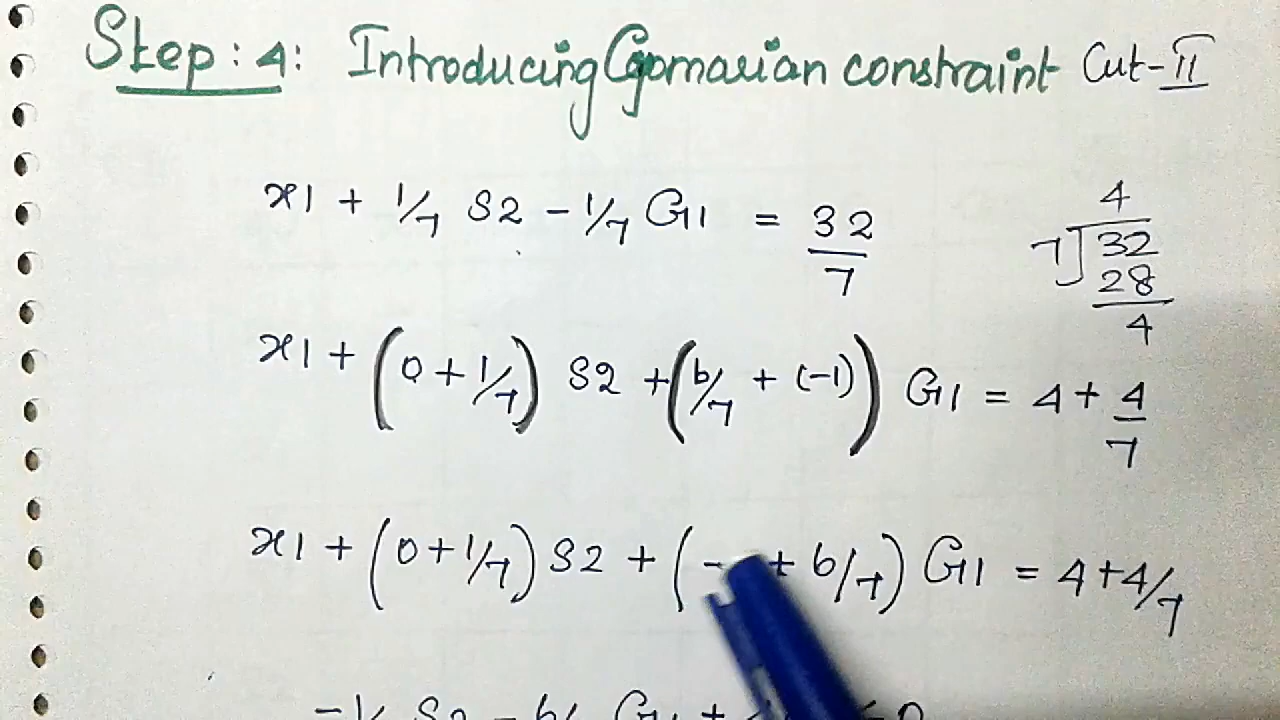 Step: 4: Introducing Gomarian constraint Cut-II
x1 + 1/7 S2 - 1/7 G1 = 32/7
4
7 32
28
4
x1 + (0 + 1/7) S2 + (6/7 + (-1)) G1 = 4 + 4/7
x1 + (0 + 1/7) S2 + (- + 6/7) G1 = 4 + 4/7